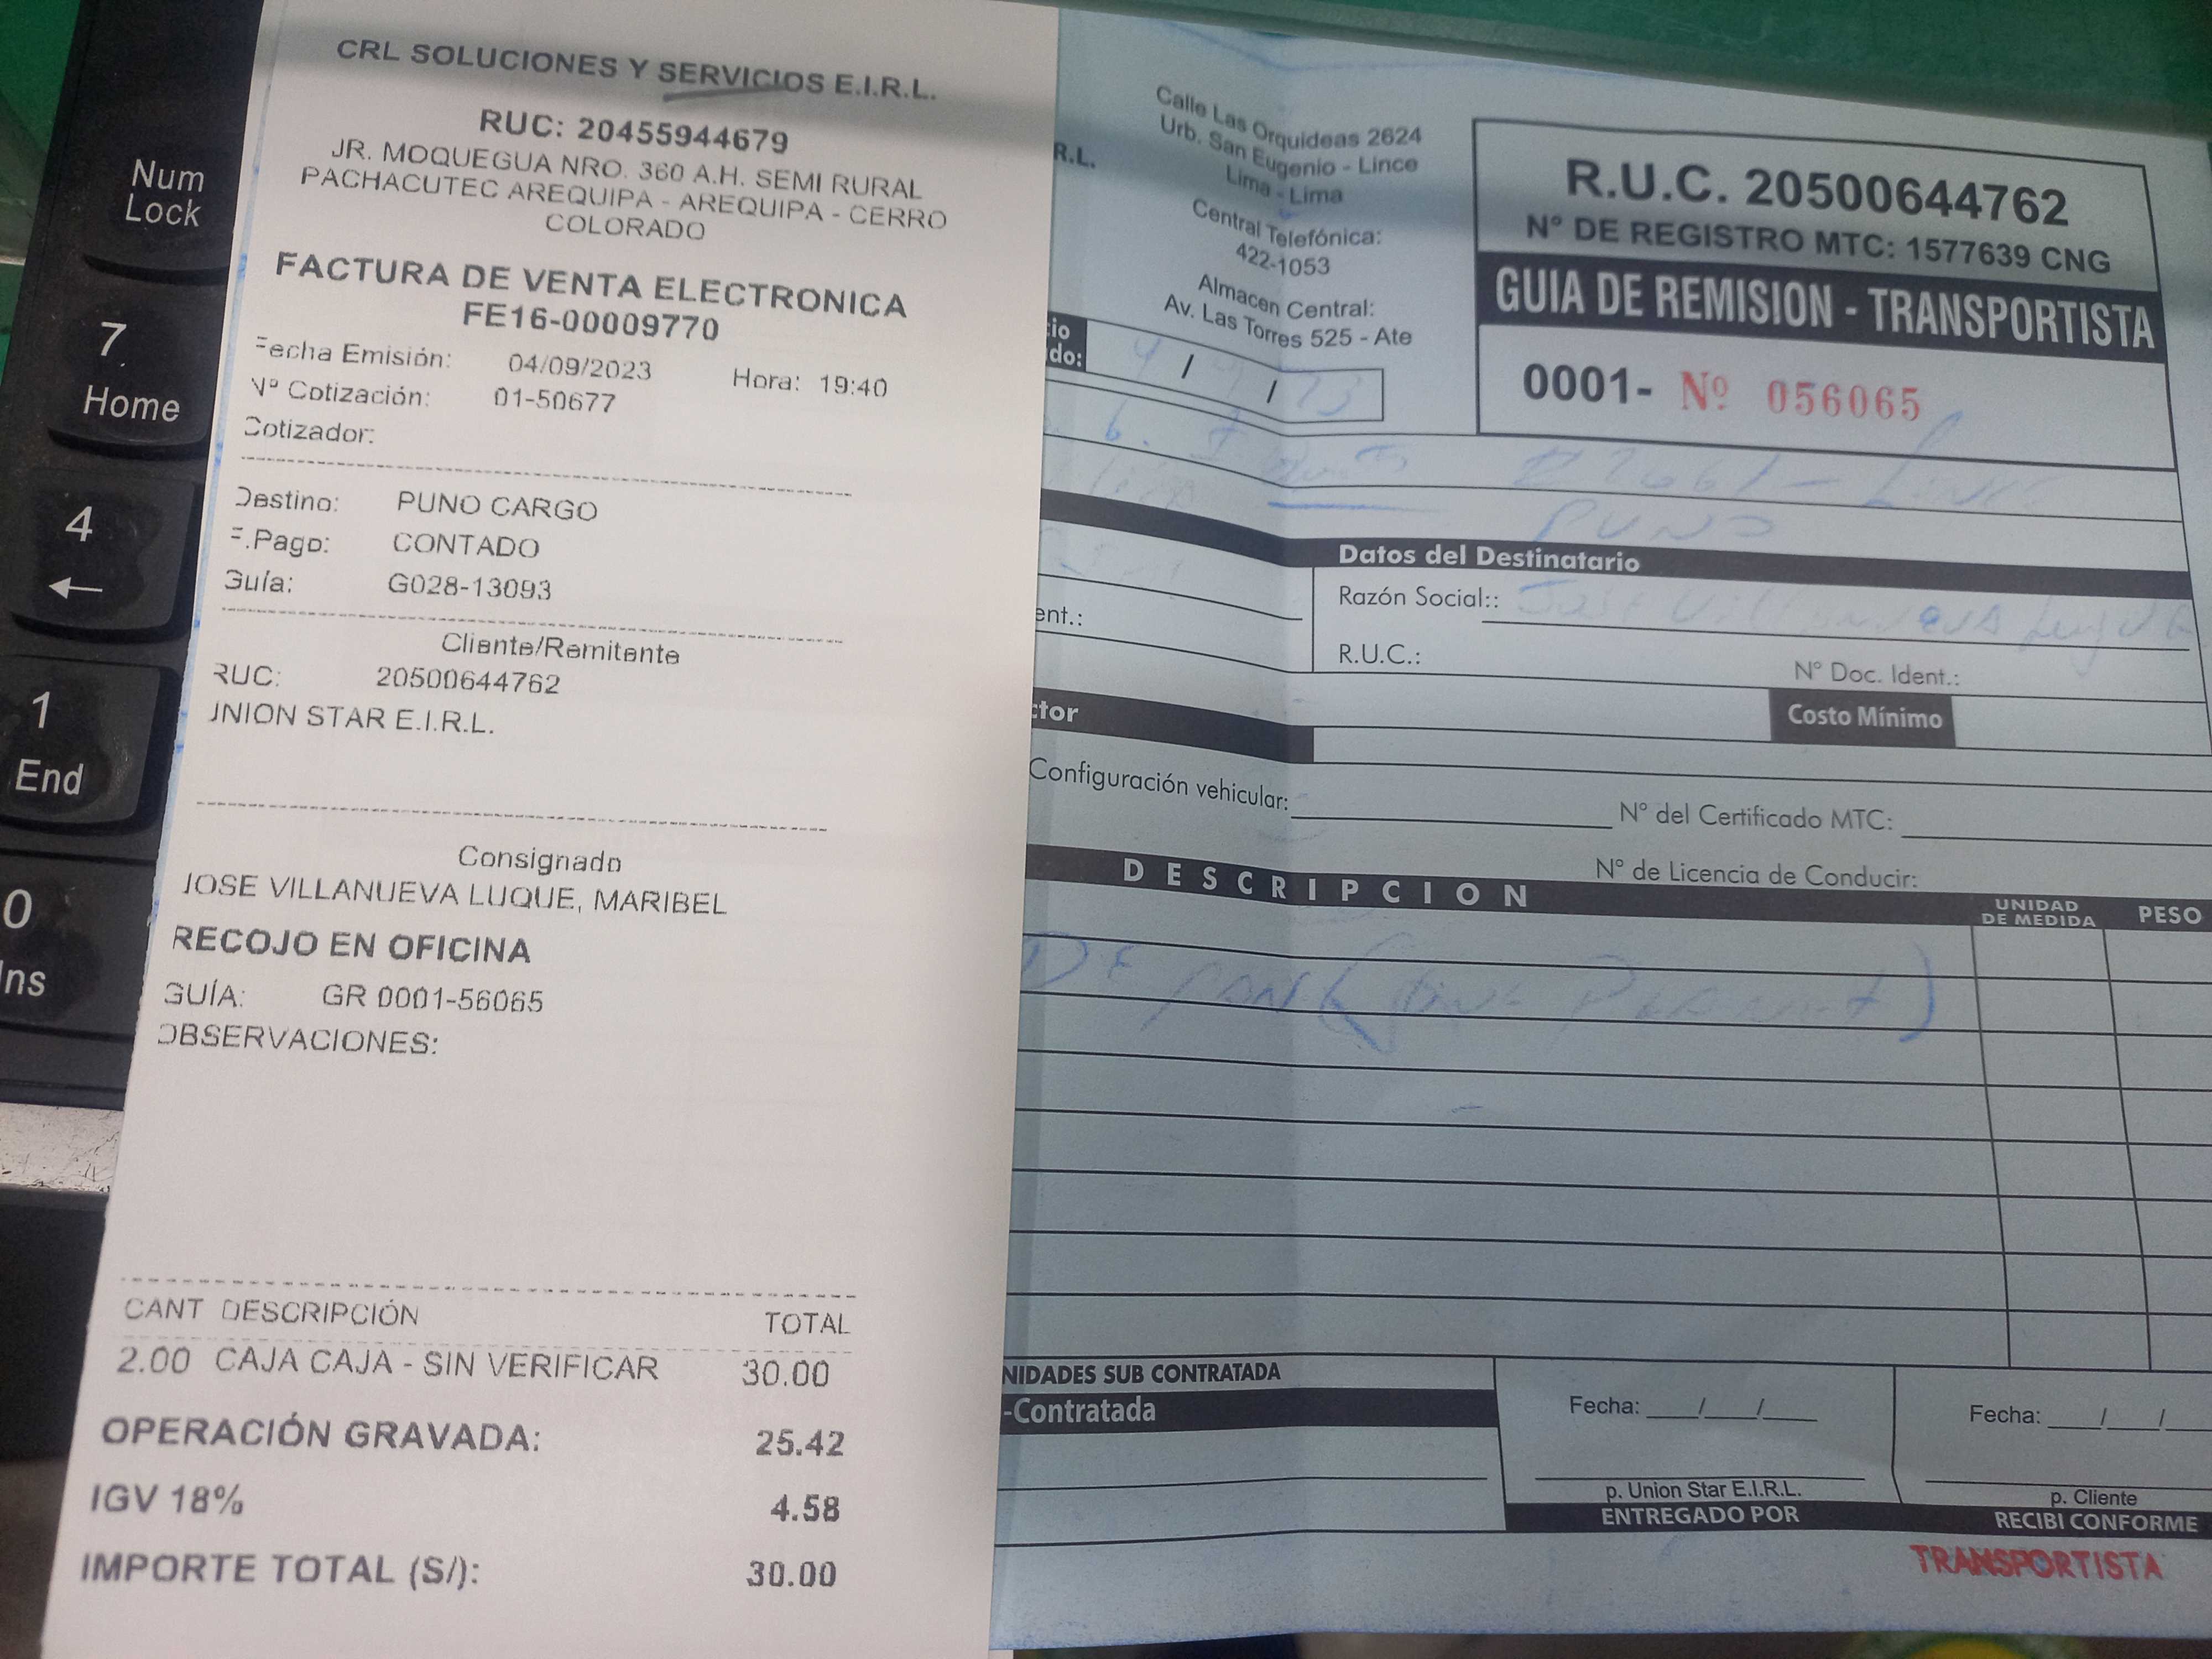 CRL SOLUCIONES Y SERVICIOS E.I.R.L.
RUC: 20455944679
JR. MOQUEGUA NRO. 360 A.H. SEMI RURAL
PACHACUTEC AREQUIPA - AREQUIPA - CERRO
COLORADO
FACTURA DE VENTA ELECTRONICA
FE16-00009770
Fecha Emisión: 04/09/2023 Hora: 19:40
Nº Cotización: 01-50677
Cotizador:
Destino: PUNO CARGO
F.Pago: CONTADO
Guía: G028-13093
Cliente/Remitente
RUC: 20500644762
UNION STAR E.I.R.L.
Consignado
JOSE VILLANUEVA LUQUE, MARIBEL
RECOJO EN OFICINA
GUÍA: GR 0001-56065
OBSERVACIONES:
CANT DESCRIPCIÓN TOTAL
2.00 CAJA CAJA - SIN VERIFICAR 30.00
OPERACIÓN GRAVADA: 25.42
IGV 18% 4.58
IMPORTE TOTAL (S/): 30.00
R.L.
Calle Las Orquideas 2624
Urb. San Eugenio - Lince
Lima - Lima
Central Telefónica:
422-1053
Almacen Central:
Av. Las Torres 525 - Ate
R.U.C. 20500644762
Nº DE REGISTRO MTC: 1577639 CNG
GUIA DE REMISION - TRANSPORTISTA
0001- Nº 056065
io
do: / /
PUNO
Datos del Destinatario
Razón Social::
ent.:
R.U.C.: Nº Doc. Ident.:
ctor
Costo Mínimo
Configuración vehicular: Nº del Certificado MTC:
Nº de Licencia de Conducir:
DESCRIPCION UNIDAD DE MEDIDA PESO
DE
NIDADES SUB CONTRATADA
-Contratada
Fecha: / /
p. Union Star E.I.R.L.
ENTREGADO POR
Fecha: / /
p. Cliente
RECIBI CONFORME
TRANSPORTISTA
Num
Lock
7
Home
4
←
1
End
0
Ins